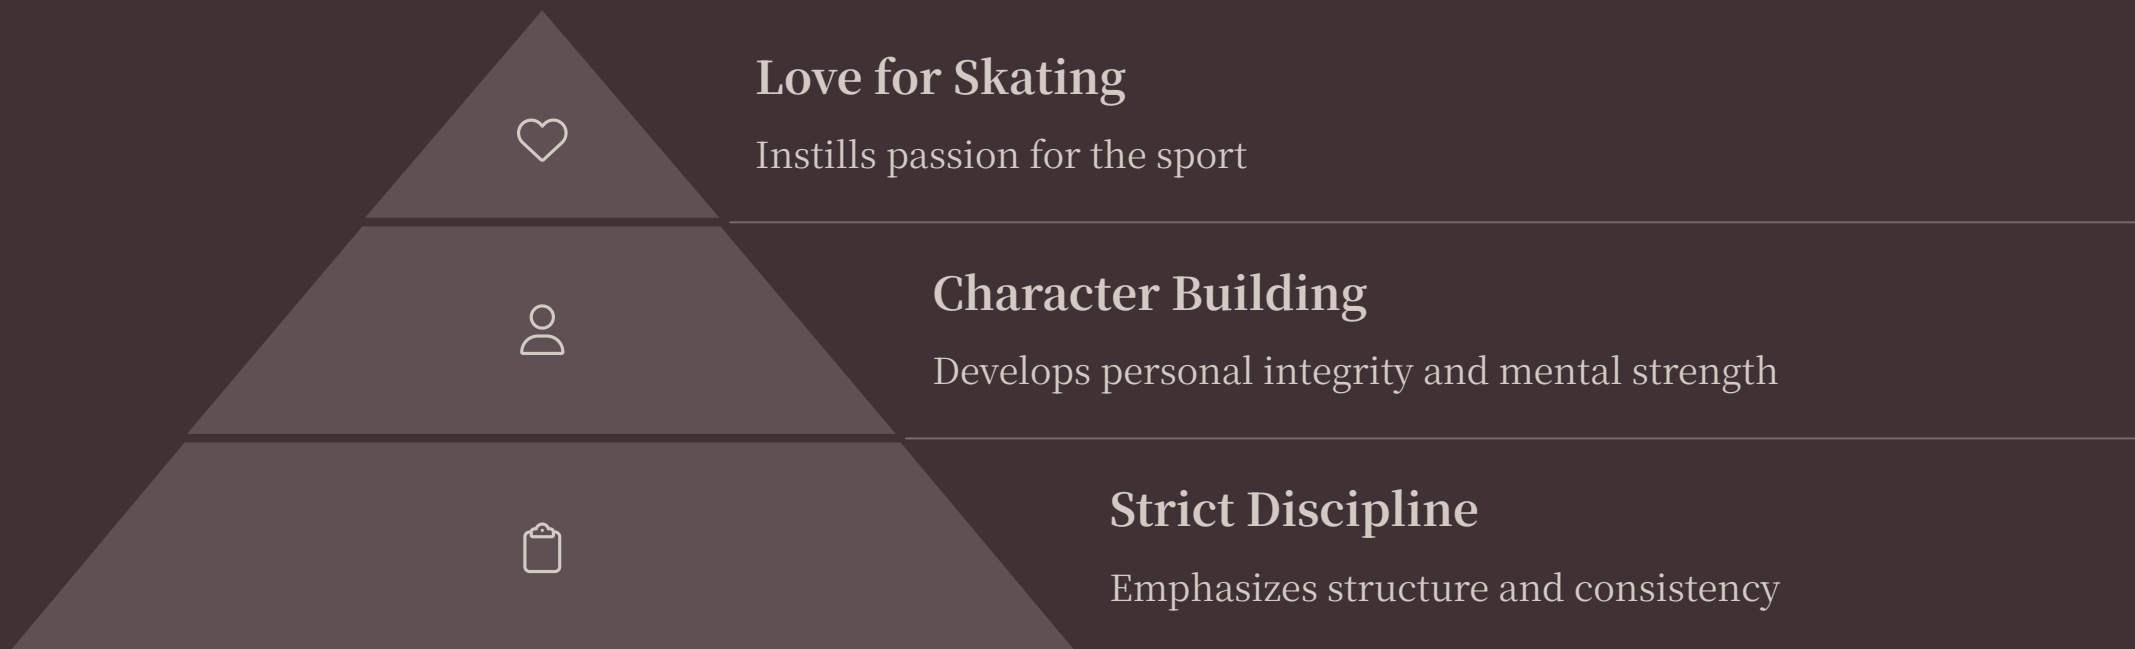 Love for Skating
Instills passion for the sport
Character Building
Develops personal integrity and mental strength
Strict Discipline
Emphasizes structure and consistency